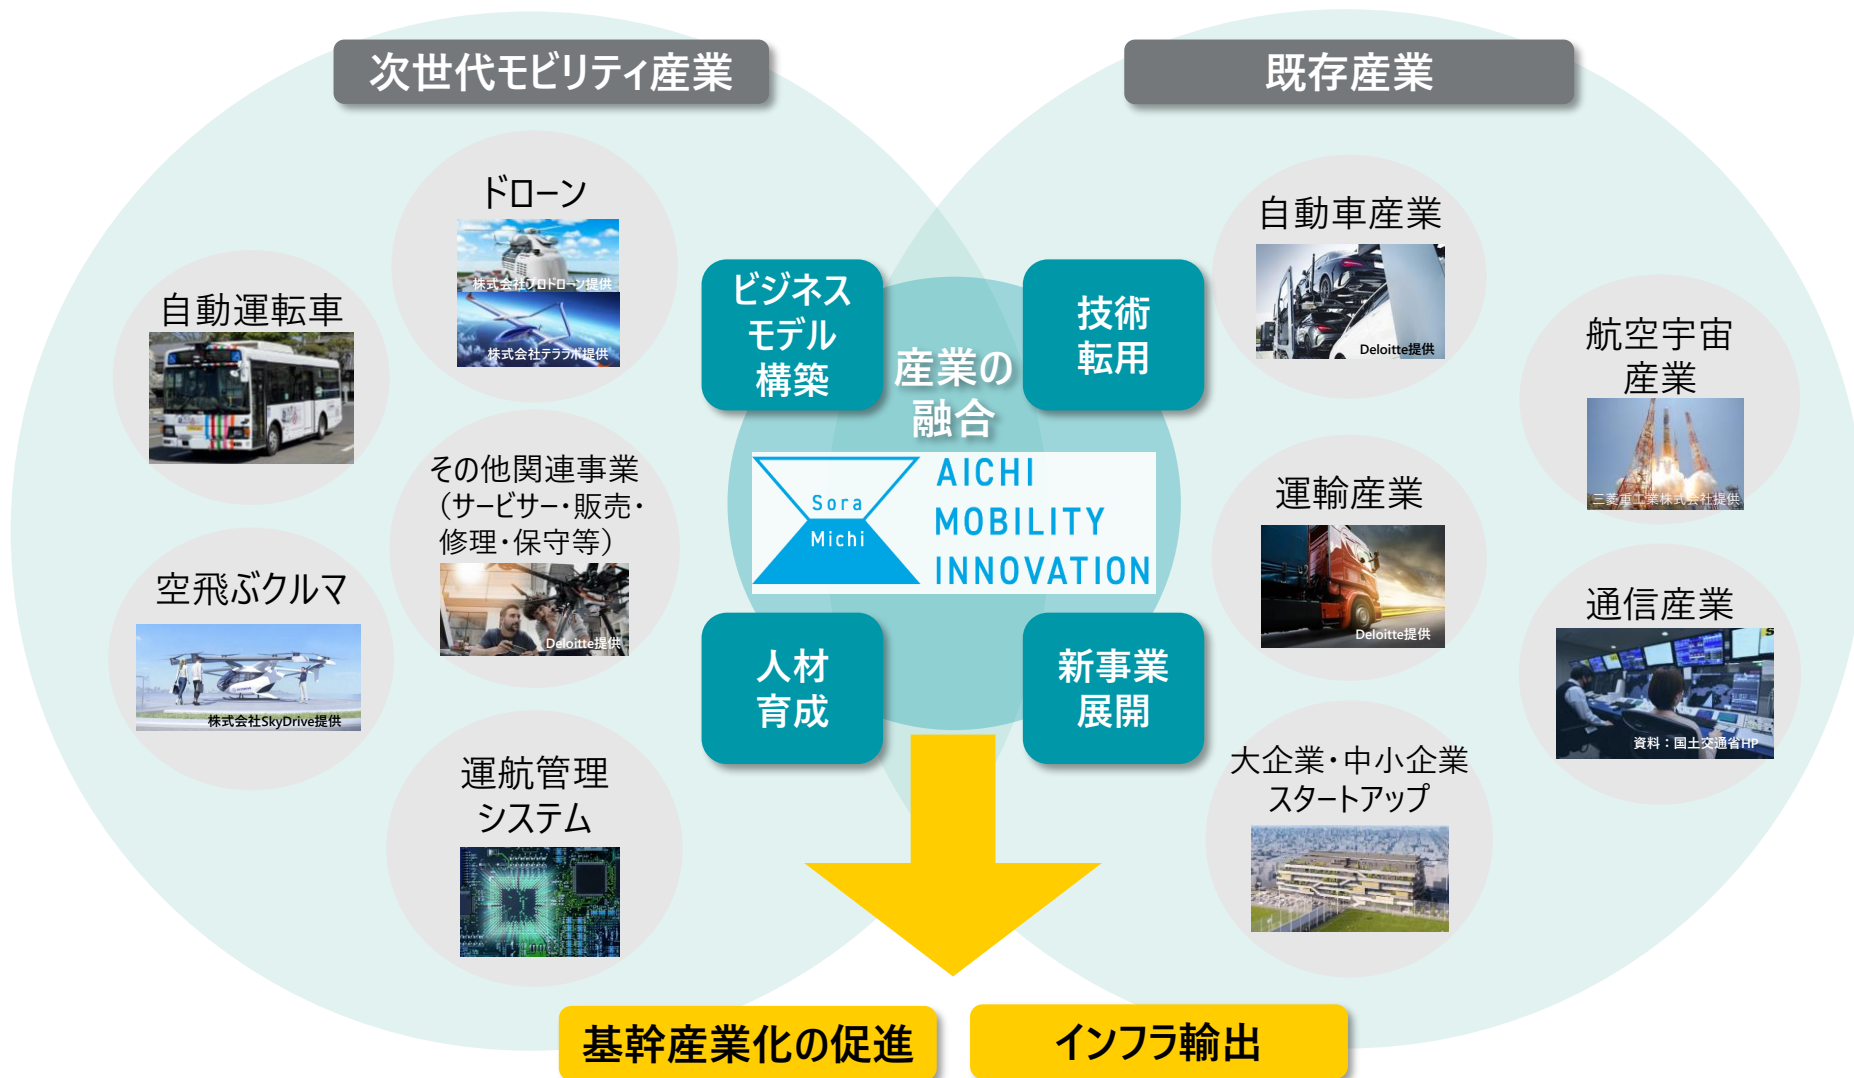 次世代モビリティ産業
既存産業
ドローン
株式会社プロドローン提供
株式会社テララボ提供
自動運転車
その他関連事業
（サービサー・販売・
修理・保守等）
Deloitte提供
空飛ぶクルマ
株式会社SkyDrive提供
運航管理
システム
ビジネス
モデル
構築
技術
転用
産業の
融合
Sora
Michi
AICHI
MOBILITY
INNOVATION
人材
育成
新事業
展開
自動車産業
Deloitte提供
航空宇宙
産業
三菱重工業株式会社提供
運輸産業
Deloitte提供
通信産業
資料：国土交通省HP
大企業・中小企業
スタートアップ
基幹産業化の促進
インフラ輸出